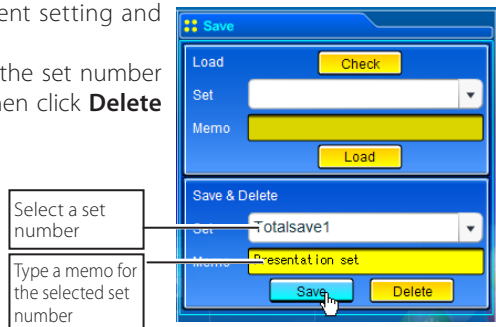 ent setting and
the set number
hen click Delete
Save
Load Check
Set
Memo
Load
Save & Delete
Select a set
number
Set Totalsave1
Type a memo for
the selected set
number
Memo Presentation set
Save Delete